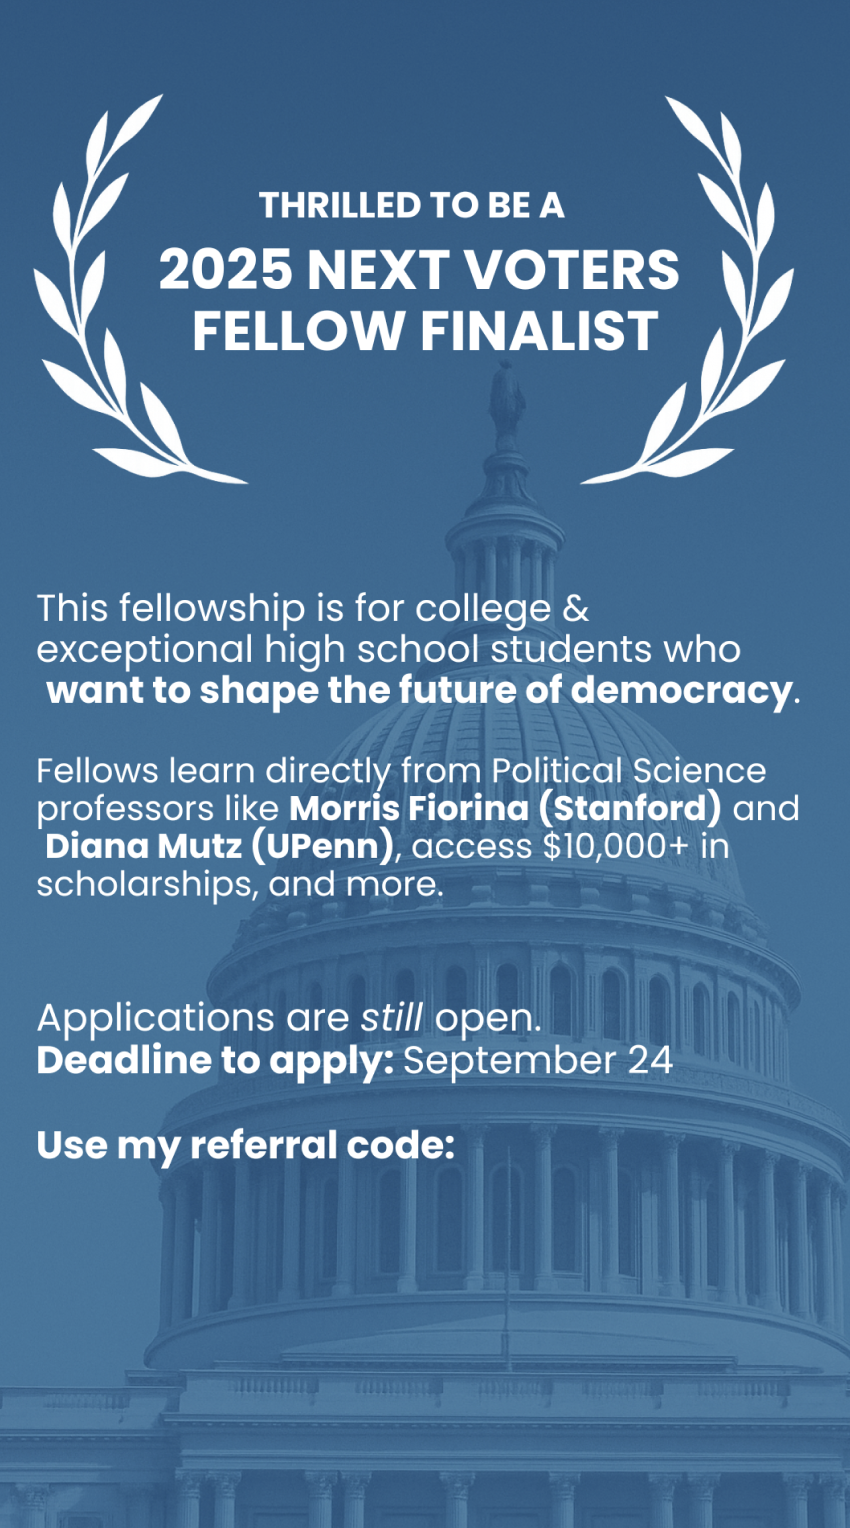 THRILLED TO BE A
2025 NEXT VOTERS
FELLOW FINALIST
This fellowship is for college &
exceptional high school students who
want to shape the future of democracy.
Fellows learn directly from Political Science
professors like Morris Fiorina (Stanford) and
Diana Mutz (UPenn), access $10,000+ in
scholarships, and more.
Applications are still open.
Deadline to apply: September 24
Use my referral code: